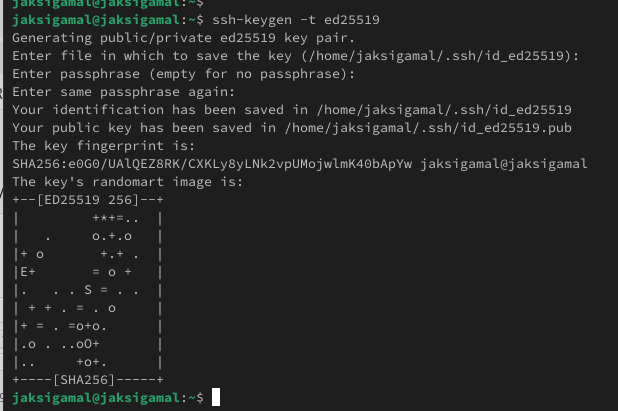 jaksigamal@jaksigamal:~$
jaksigamal@jaksigamal:~$ ssh-keygen -t ed25519
Generating public/private ed25519 key pair.
Enter file in which to save the key (/home/jaksigamal/.ssh/id_ed25519):
Enter passphrase (empty for no passphrase):
Enter same passphrase again:
Your identification has been saved in /home/jaksigamal/.ssh/id_ed25519
Your public key has been saved in /home/jaksigamal/.ssh/id_ed25519.pub
The key fingerprint is:
SHA256:e0G0/UAlQEZ8RK/CXKLy8yLNk2vpUMojwlmK40bApYw jaksigamal@jaksigamal
The key's randomart image is:
+--[ED25519 256]--+
|         +*+=..  |
|   .     o.+.o   |
|+ o       +.+ .  |
|E+       = o +   |
|.   . . S = . .  |
| + + . = . o     |
|+ = . =o+o.      |
|.o . ..oO+       |
|..     +o+.      |
+----[SHA256]-----+
jaksigamal@jaksigamal:~$